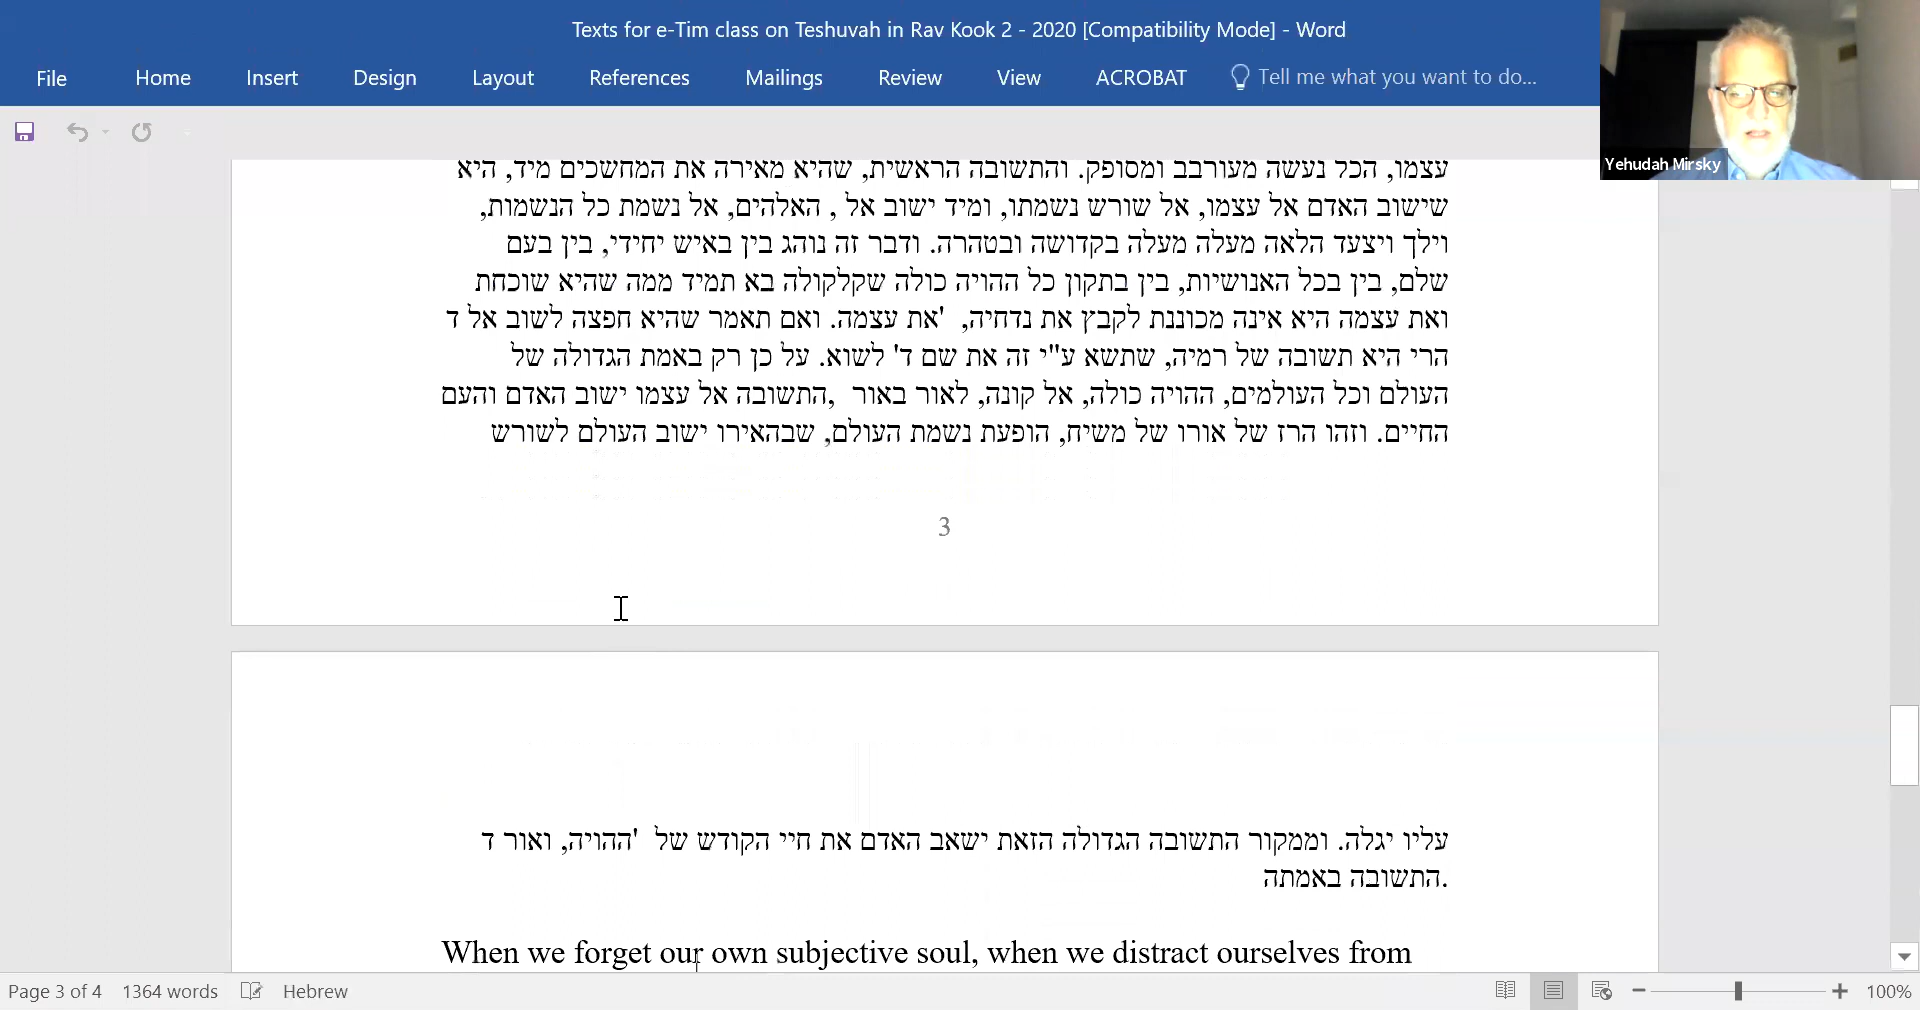 Texts for e-Tim class on Teshuvah in Rav Kook 2 - 2020 [Compatibility Mode] - Word
File Home Insert Design Layout References Mailings Review View ACROBAT Tell me what you want to do...
Yehudah Mirsky
עצמו, הכל נעשה מעורבב ומסופק. והתשובה הראשית, שהיא מאירה את המחשכים מיד, היא
שישוב האדם אל עצמו, אל שורש נשמתו, ומיד ישוב אל , האלהים, אל נשמת כל הנשמות,
וילך ויצעד הלאה מעלה מעלה בקדושה ובטהרה. ודבר זה נוהג בין באיש יחידי, בין בעם
שלם, בין בכל האנושיות, בין בתקון כל ההויה כולה שקלקולה בא תמיד ממה שהיא שוכחת
ואת עצמה היא אינה מכוננת לקבץ את נדחיה, 'את עצמה. ואם תאמר שהיא חפצה לשוב אל ד
הרי היא תשובה של רמיה, שתשא ע"י זה את שם ד' לשוא. על כן רק באמת הגדולה של
העולם וכל העולמים, ההויה כולה, אל קונה, לאור באור ,התשובה אל עצמו ישוב האדם והעם
החיים. וזהו הרז של אורו של משיח, הופעת נשמת העולם, שבהאירו ישוב העולם לשורש
3
עליו יגלה. וממקור התשובה הגדולה הזאת ישאב האדם את חיי הקודש של 'ההויה, ואור ד
.התשובה באמתה
When we forget our own subjective soul, when we distract ourselves from
Page 3 of 4 1364 words Hebrew 100%